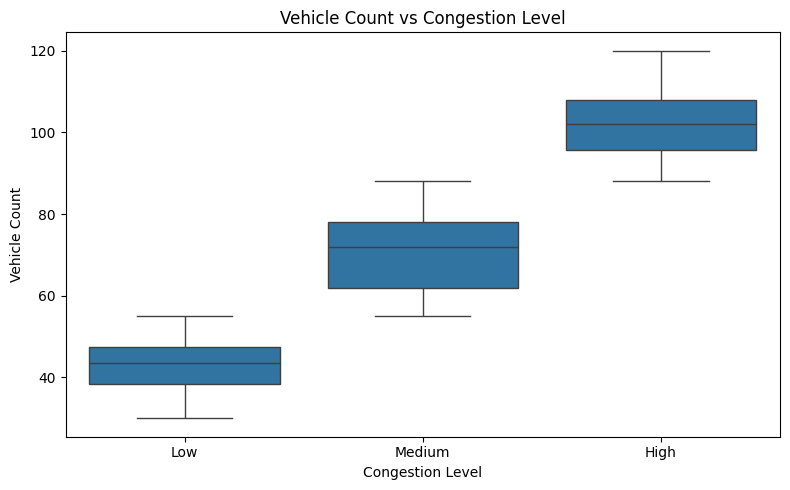 Vehicle Count vs Congestion Level
Vehicle Count
120
100
80
60
40
Low Medium High
Congestion Level